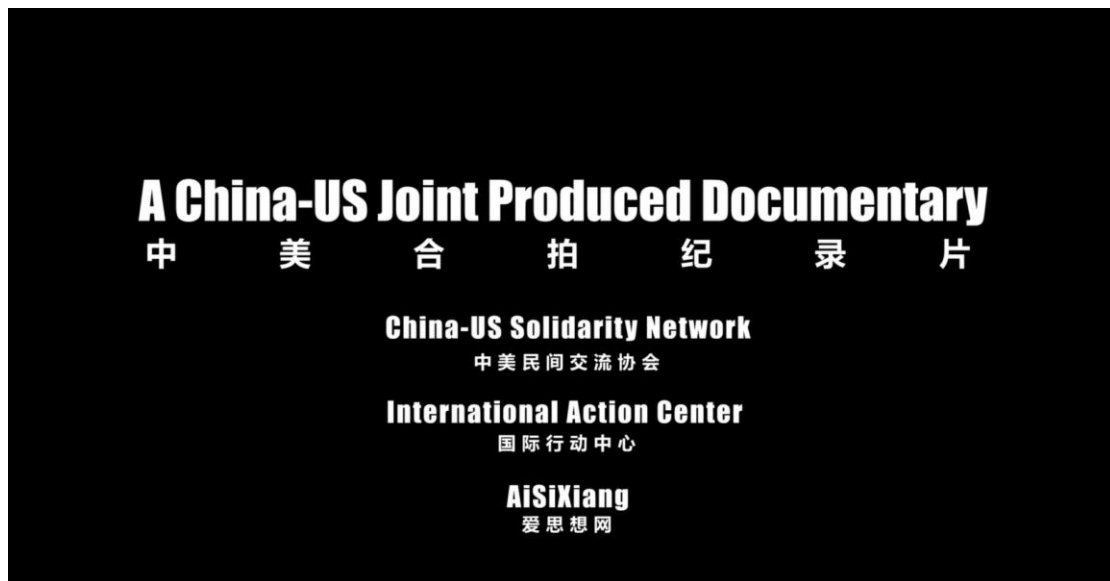 A China-US Joint Produced Documentary
中美合拍纪录片
China-US Solidarity Network
中美民间交流协会
International Action Center
国际行动中心
AiSiXiang
爱思想网